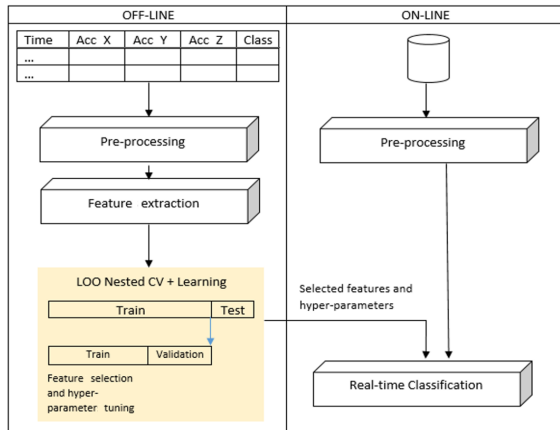 OFF-LINE
ON-LINE
Time Acc X Acc Y Acc Z Class
...
...
Pre-processing
Pre-processing
Feature extraction
LOO Nested CV + Learning
Train Test
Train Validation
Feature selection
and hyper-
parameter tuning
Selected features and
hyper-parameters
Real-time Classification